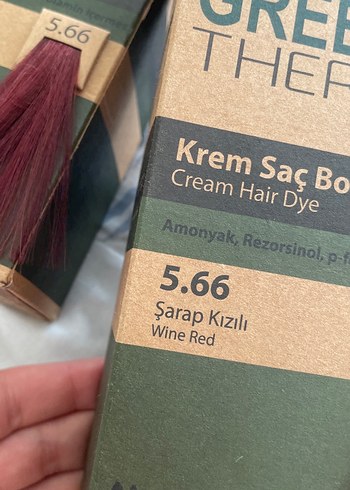 5.66
GREE
THER
Krem Saç Bo
Cream Hair Dye
Amonyak, Rezorsinol, p-f
5.66
Şarap Kızılı
Wine Red